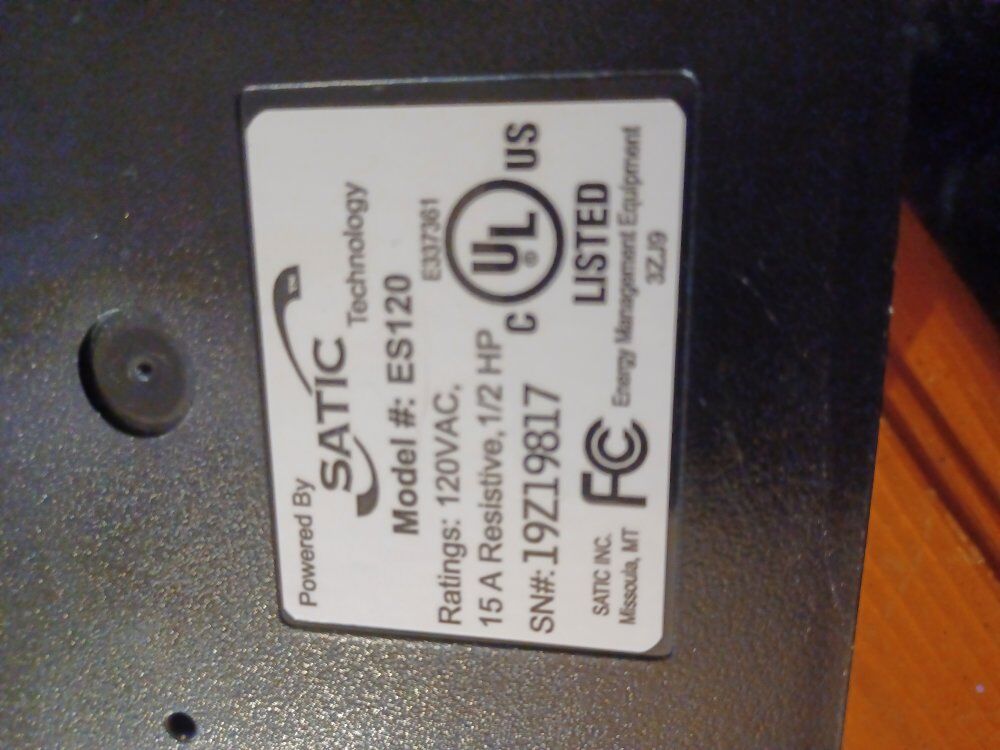 Powered By
SATIC
Technology
Model #: ES120
Ratings: 120VAC,
15 A Resistive, 1/2 HP
SN#:19Z19817
E337361
C UL ® US
LISTED
SATIC INC.
Missoula, MT
FC
Energy Management Equipment
3ZJ9